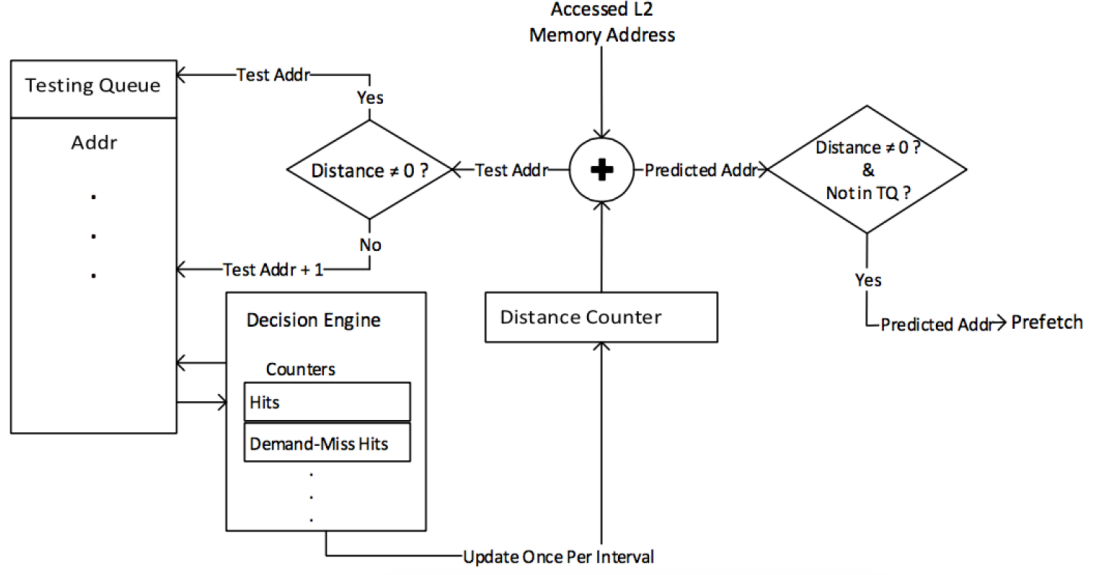 Accessed L2
Memory Address
Testing Queue
Addr
.
.
.
Test Addr
Yes
Distance ≠ 0 ?
No
Test Addr + 1
Test Addr
+
Predicted Addr
Distance ≠ 0 ?
&
Not in TQ ?
Yes
Predicted Addr
Prefetch
Decision Engine
Counters
Hits
Demand-Miss Hits
.
.
.
Distance Counter
Update Once Per Interval